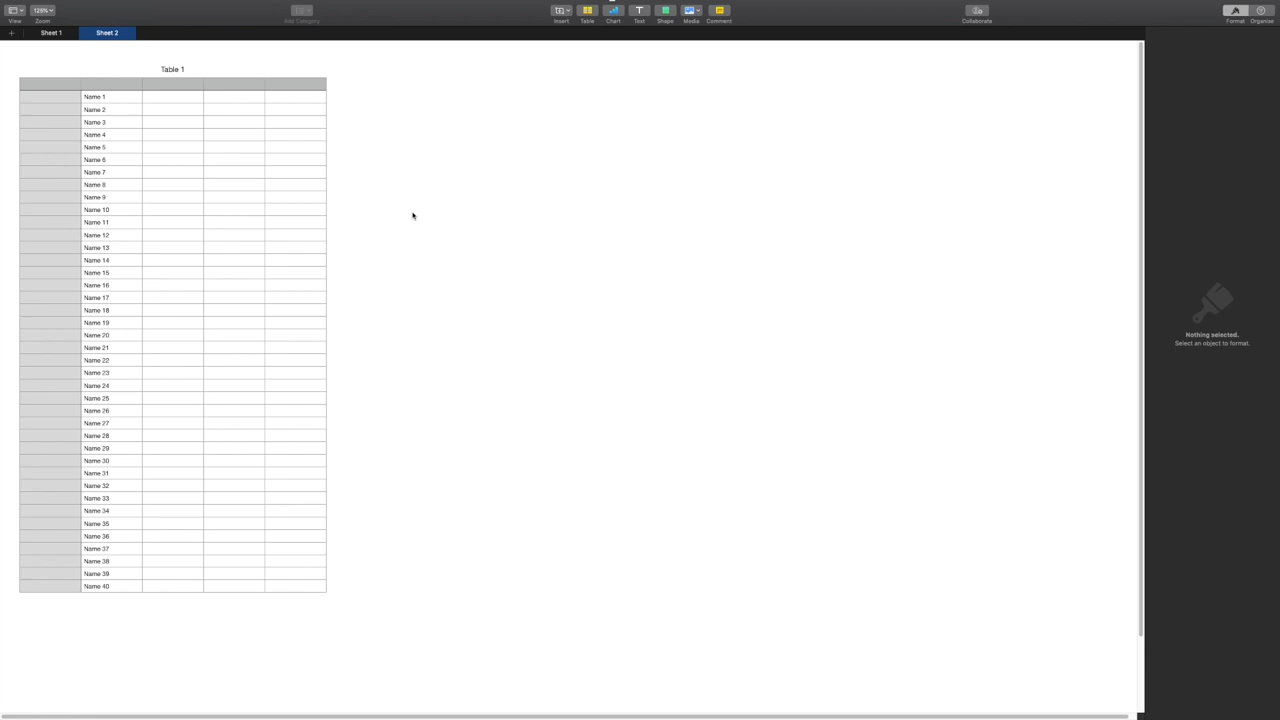 125%
View
Zoom
Add Category
Insert
Table
Chart
Text
Shape
Media
Comment
Collaborate
Format
Organise
Sheet 1
Sheet 2
Table 1
Name 1
Name 2
Name 3
Name 4
Name 5
Name 6
Name 7
Name 8
Name 9
Name 10
Name 11
Name 12
Name 13
Name 14
Name 15
Name 16
Name 17
Name 18
Name 19
Name 20
Name 21
Name 22
Name 23
Name 24
Name 25
Name 26
Name 27
Name 28
Name 29
Name 30
Name 31
Name 32
Name 33
Name 34
Name 35
Name 36
Name 37
Name 38
Name 39
Name 40
Nothing selected.
Select an object to format.